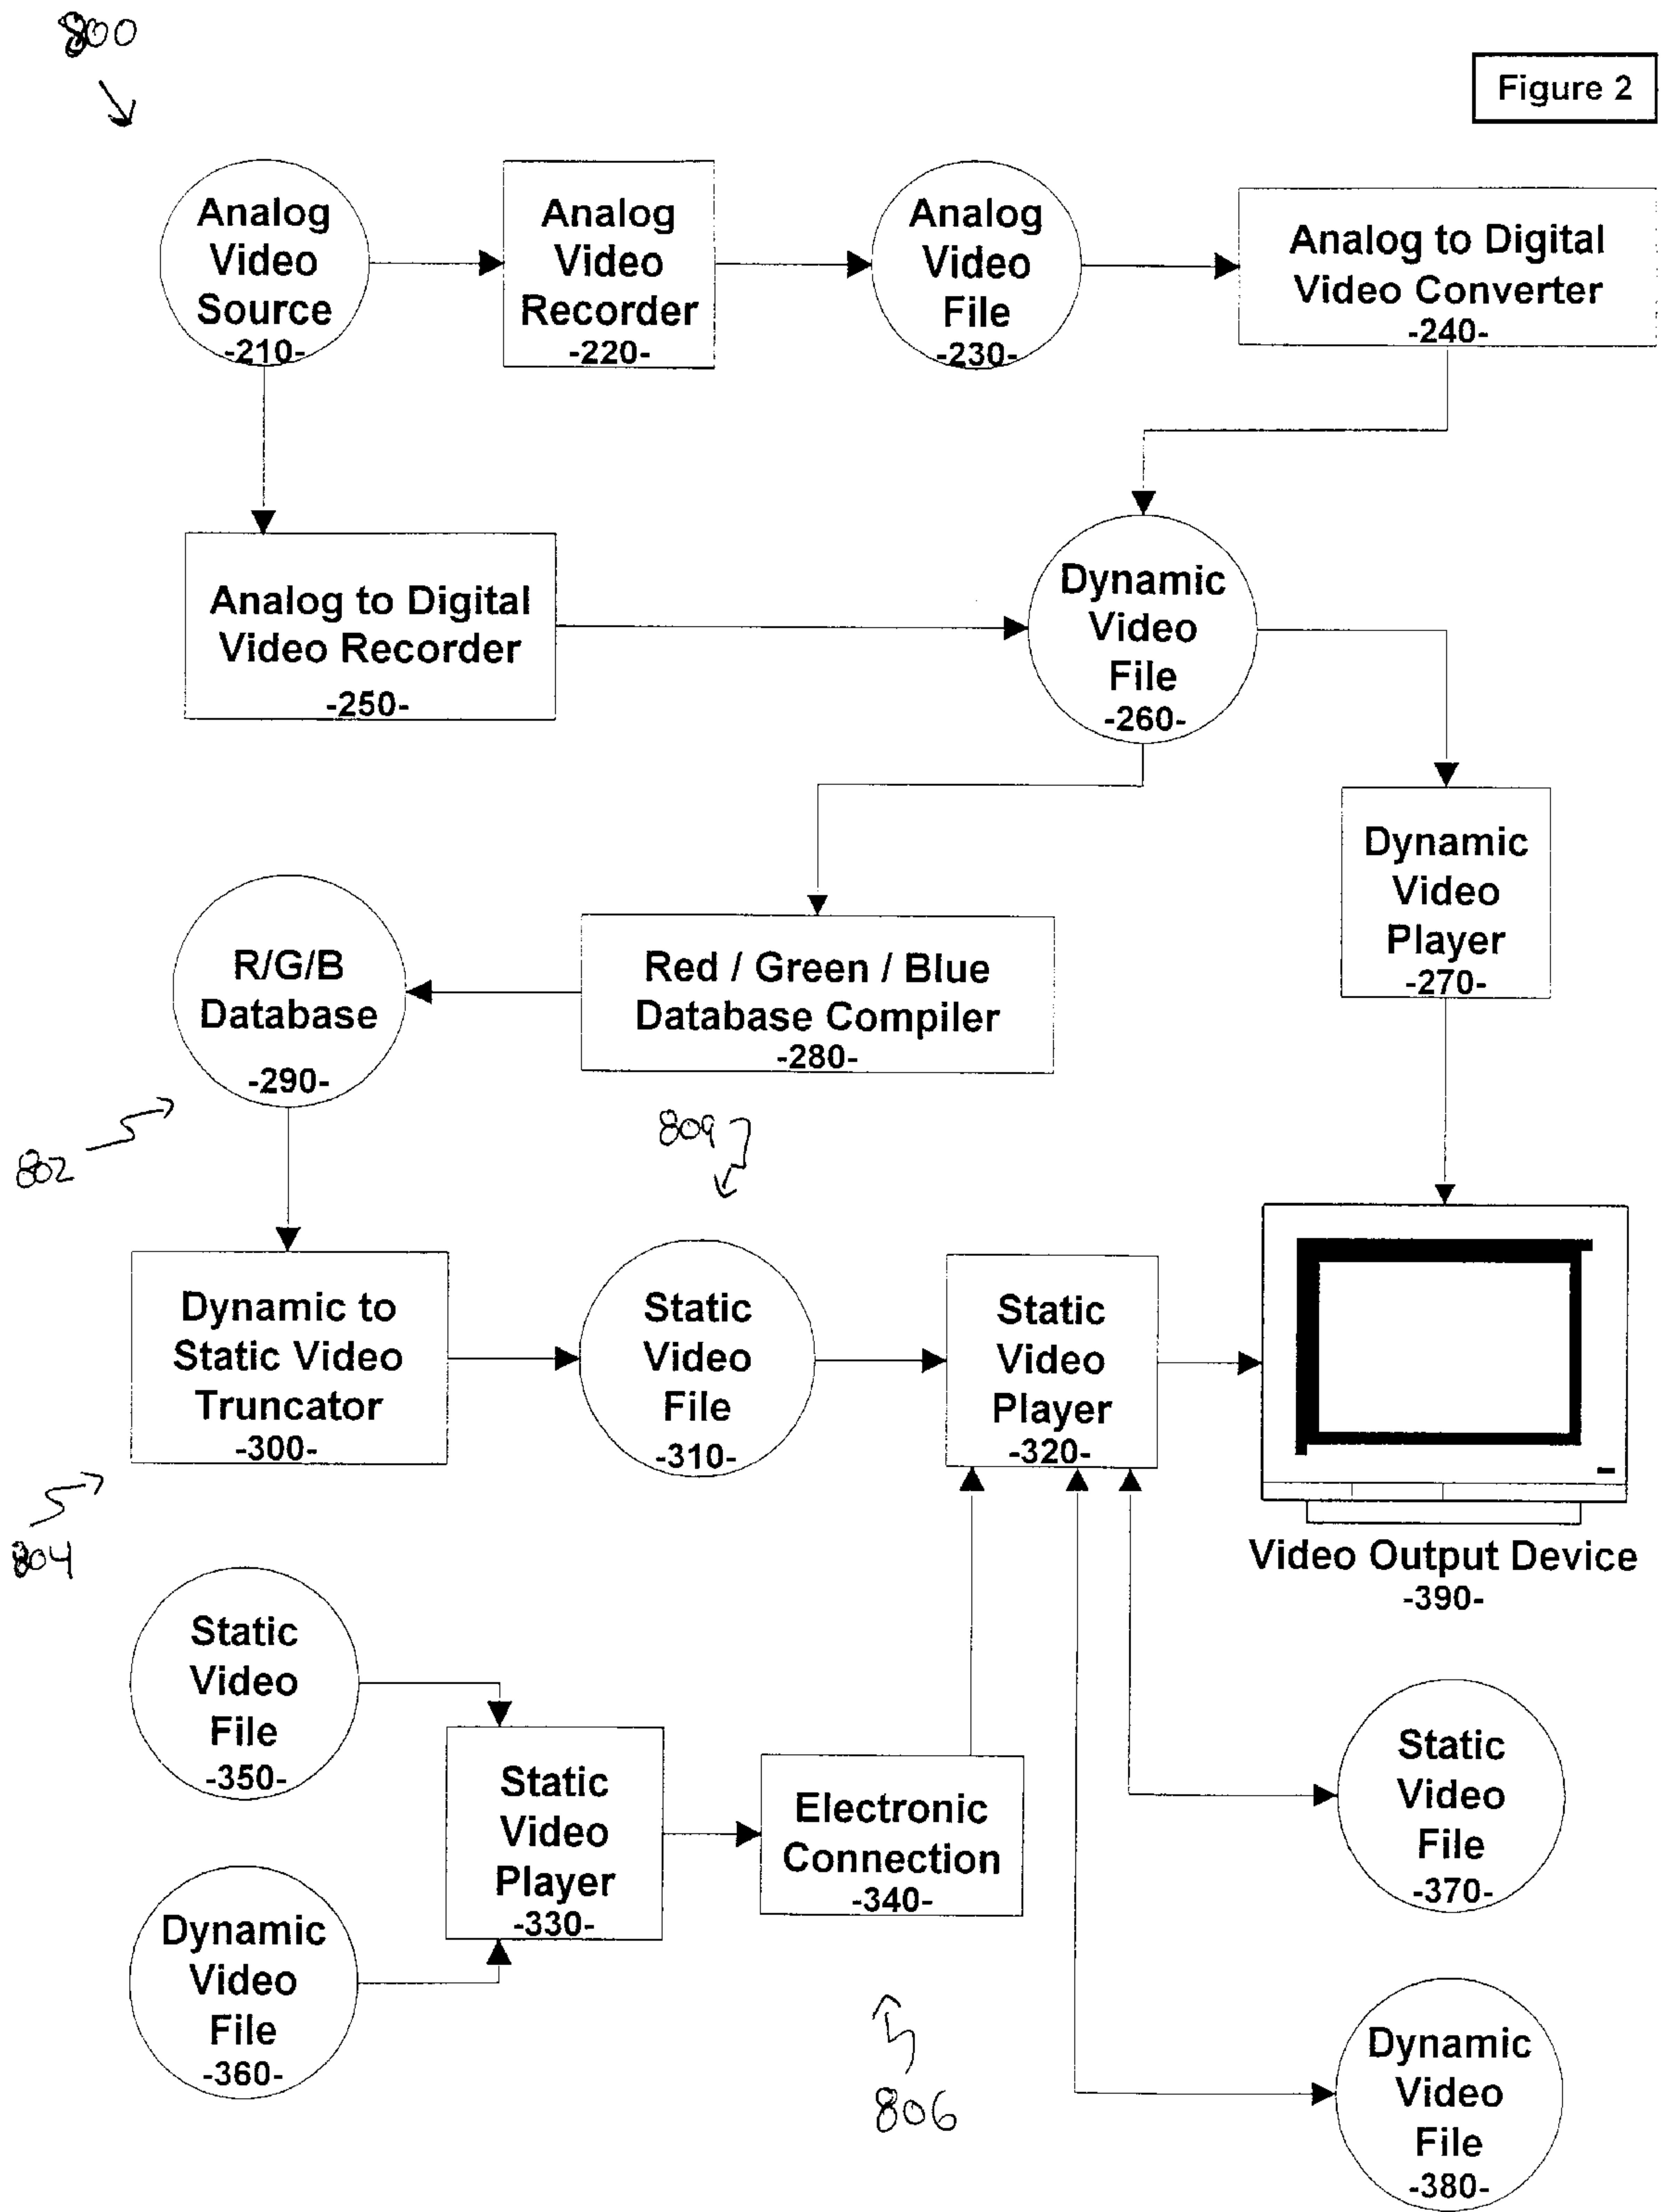 800
Figure 2
Analog
Video
Source
-210-
Analog
Video
Recorder
-220-
Analog
Video
File
-230-
Analog to Digital
Video Converter
-240-
Analog to Digital
Video Recorder
-250-
Dynamic
Video
File
-260-
Dynamic
Video
Player
-270-
R/G/B
Database
-290-
Red / Green / Blue
Database Compiler
-280-
802
809
Dynamic to
Static Video
Truncator
-300-
Static
Video
File
-310-
Static
Video
Player
-320-
Video Output Device
-390-
804
Static
Video
File
-350-
Static
Video
Player
-330-
Electronic
Connection
-340-
Static
Video
File
-370-
Dynamic
Video
File
-360-
806
Dynamic
Video
File
-380-